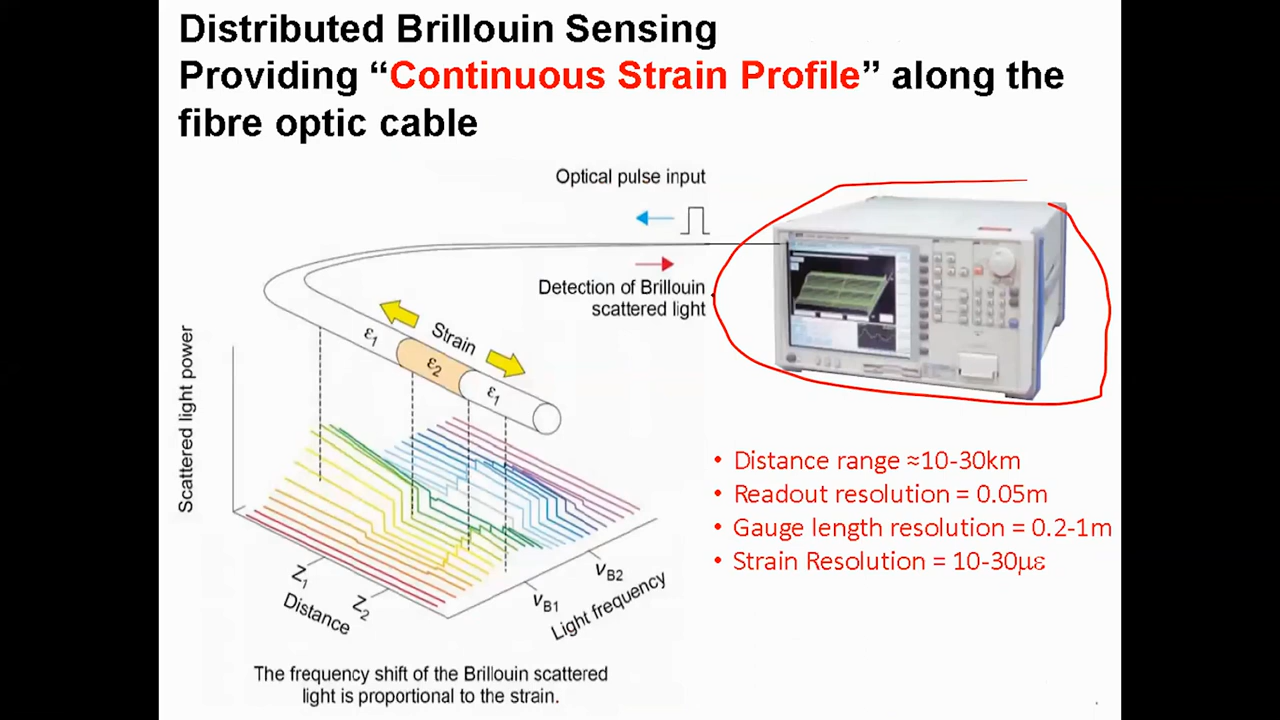 Distributed Brillouin Sensing
Providing “Continuous Strain Profile” along the
fibre optic cable
Optical pulse input
Detection of Brillouin
scattered light
Strain
ε1
ε2
ε1
Scattered light power
Z1
Z2
Distance
νB1
νB2
Light frequency
• Distance range ≈10-30km
• Readout resolution = 0.05m
• Gauge length resolution = 0.2-1m
• Strain Resolution = 10-30με
The frequency shift of the Brillouin scattered
light is proportional to the strain.